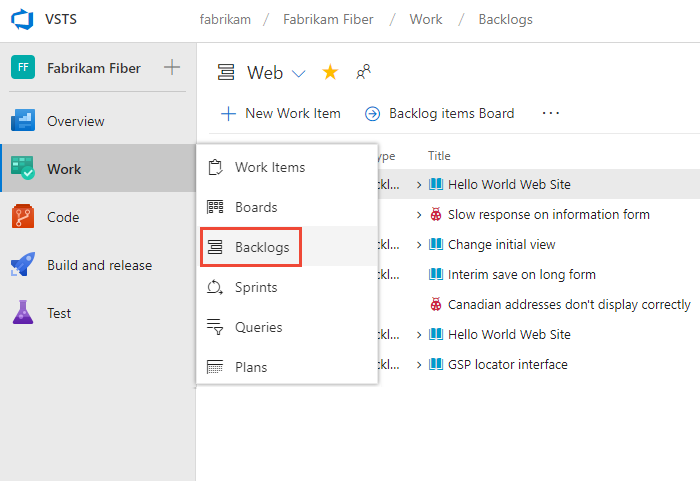 VSTS
fabrikam / Fabrikam Fiber / Work / Backlogs
FF Fabrikam Fiber
Overview
Work
Code
Build and release
Test
Web
New Work Item Backlog items Board ...
Work Items
Boards
Backlogs
Sprints
Queries
Plans
ype Title
ckl... Hello World Web Site
Slow response on information form
ckl... Change initial view
ckl... Interim save on long form
Canadian addresses don't display correctly
ckl... Hello World Web Site
ckl... GSP locator interface